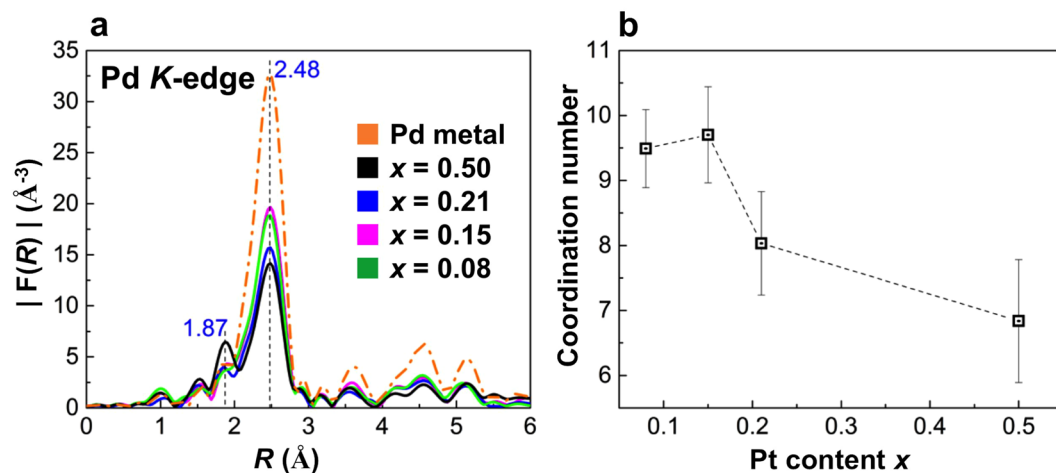 a
35
30
25
20
15
10
5
0
| F(R) | (Å⁻³)
Pd K-edge
2.48
1.87
Pd metal
x = 0.50
x = 0.21
x = 0.15
x = 0.08
0 1 2 3 4 5 6
R (Å)
b
11
10
9
8
7
6
Coordination number
0.1 0.2 0.3 0.4 0.5
Pt content x